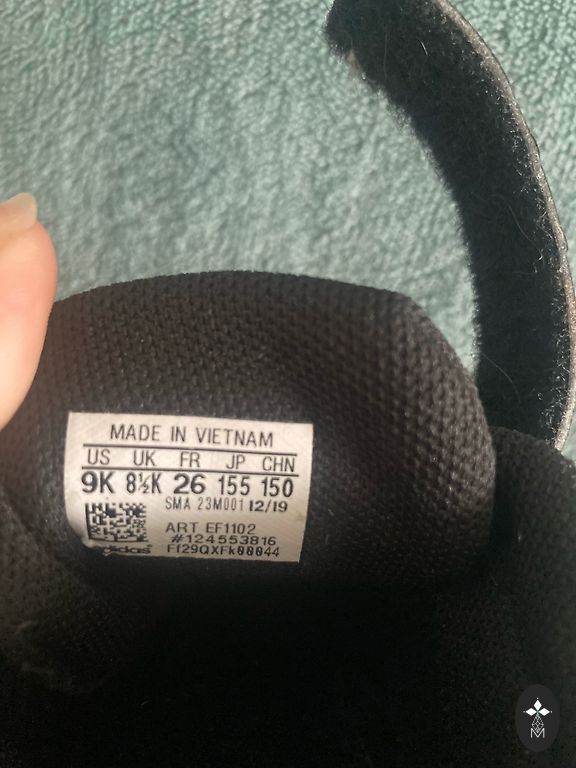 MADE IN VIETNAM
US UK FR JP CHN
9K 8½K 26 155 150
SMA 23M001 12/19
ART EF1102
#124553816
adidas Ff29QXFk00044
M